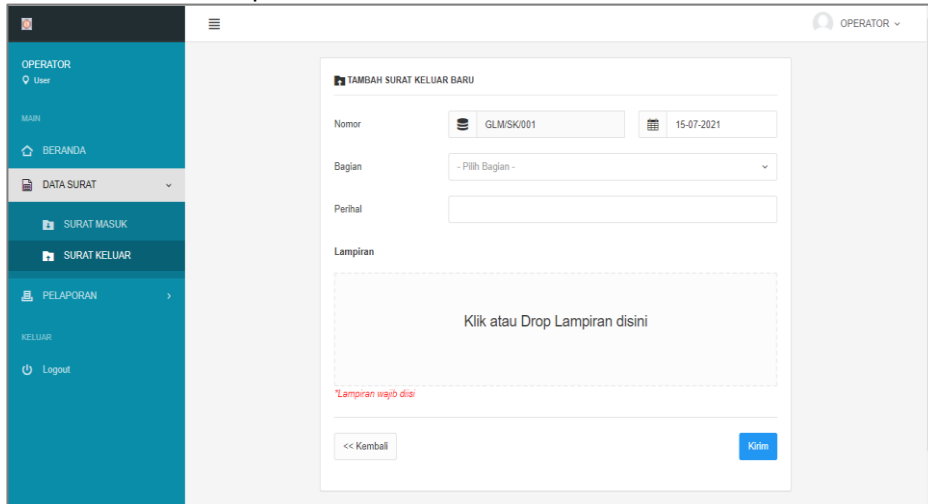 OPERATOR
OPERATOR
User
TAMBAH SURAT KELUAR BARU
MAIN
Nomor GLM/SK/001 15-07-2021
BERANDA
Bagian - Pilih Bagian -
DATA SURAT
Perihal
SURAT MASUK
SURAT KELUAR
Lampiran
PELAPORAN
Klik atau Drop Lampiran disini
KELUAR
Logout
*Lampiran wajib diisi
<< Kembali Kirim